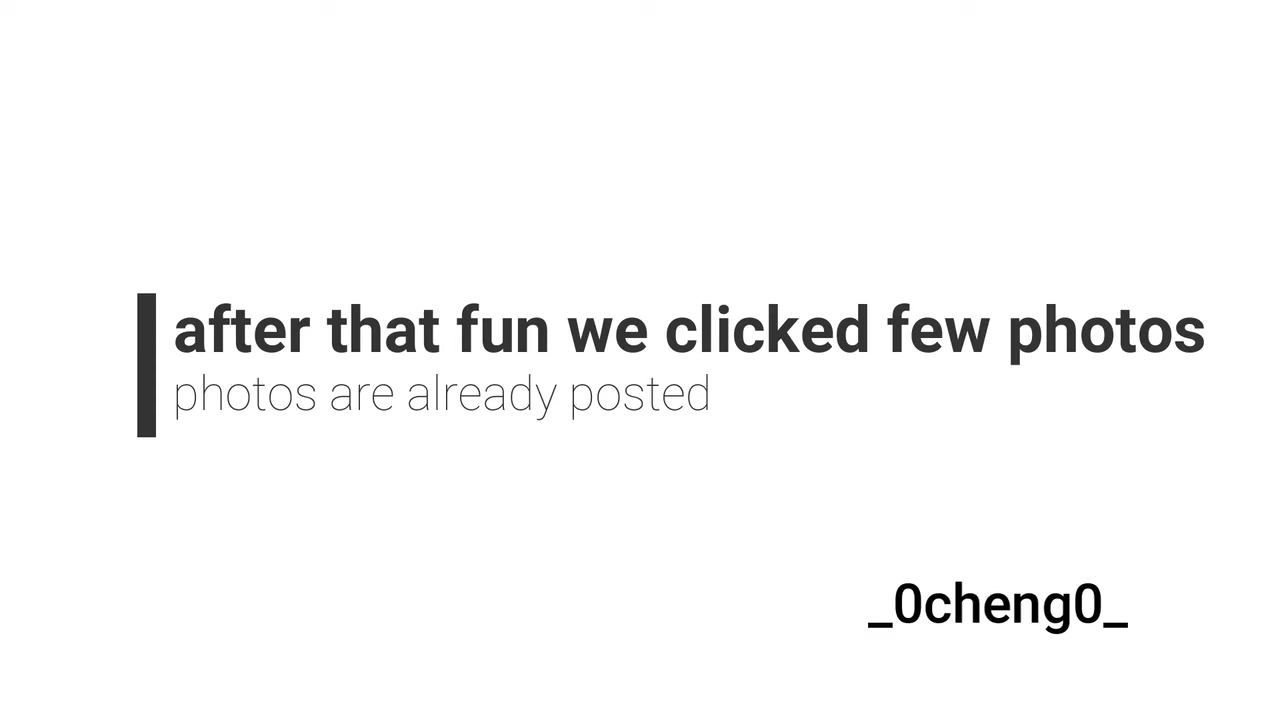 after that fun we clicked few photos
photos are already posted
_0cheng0_